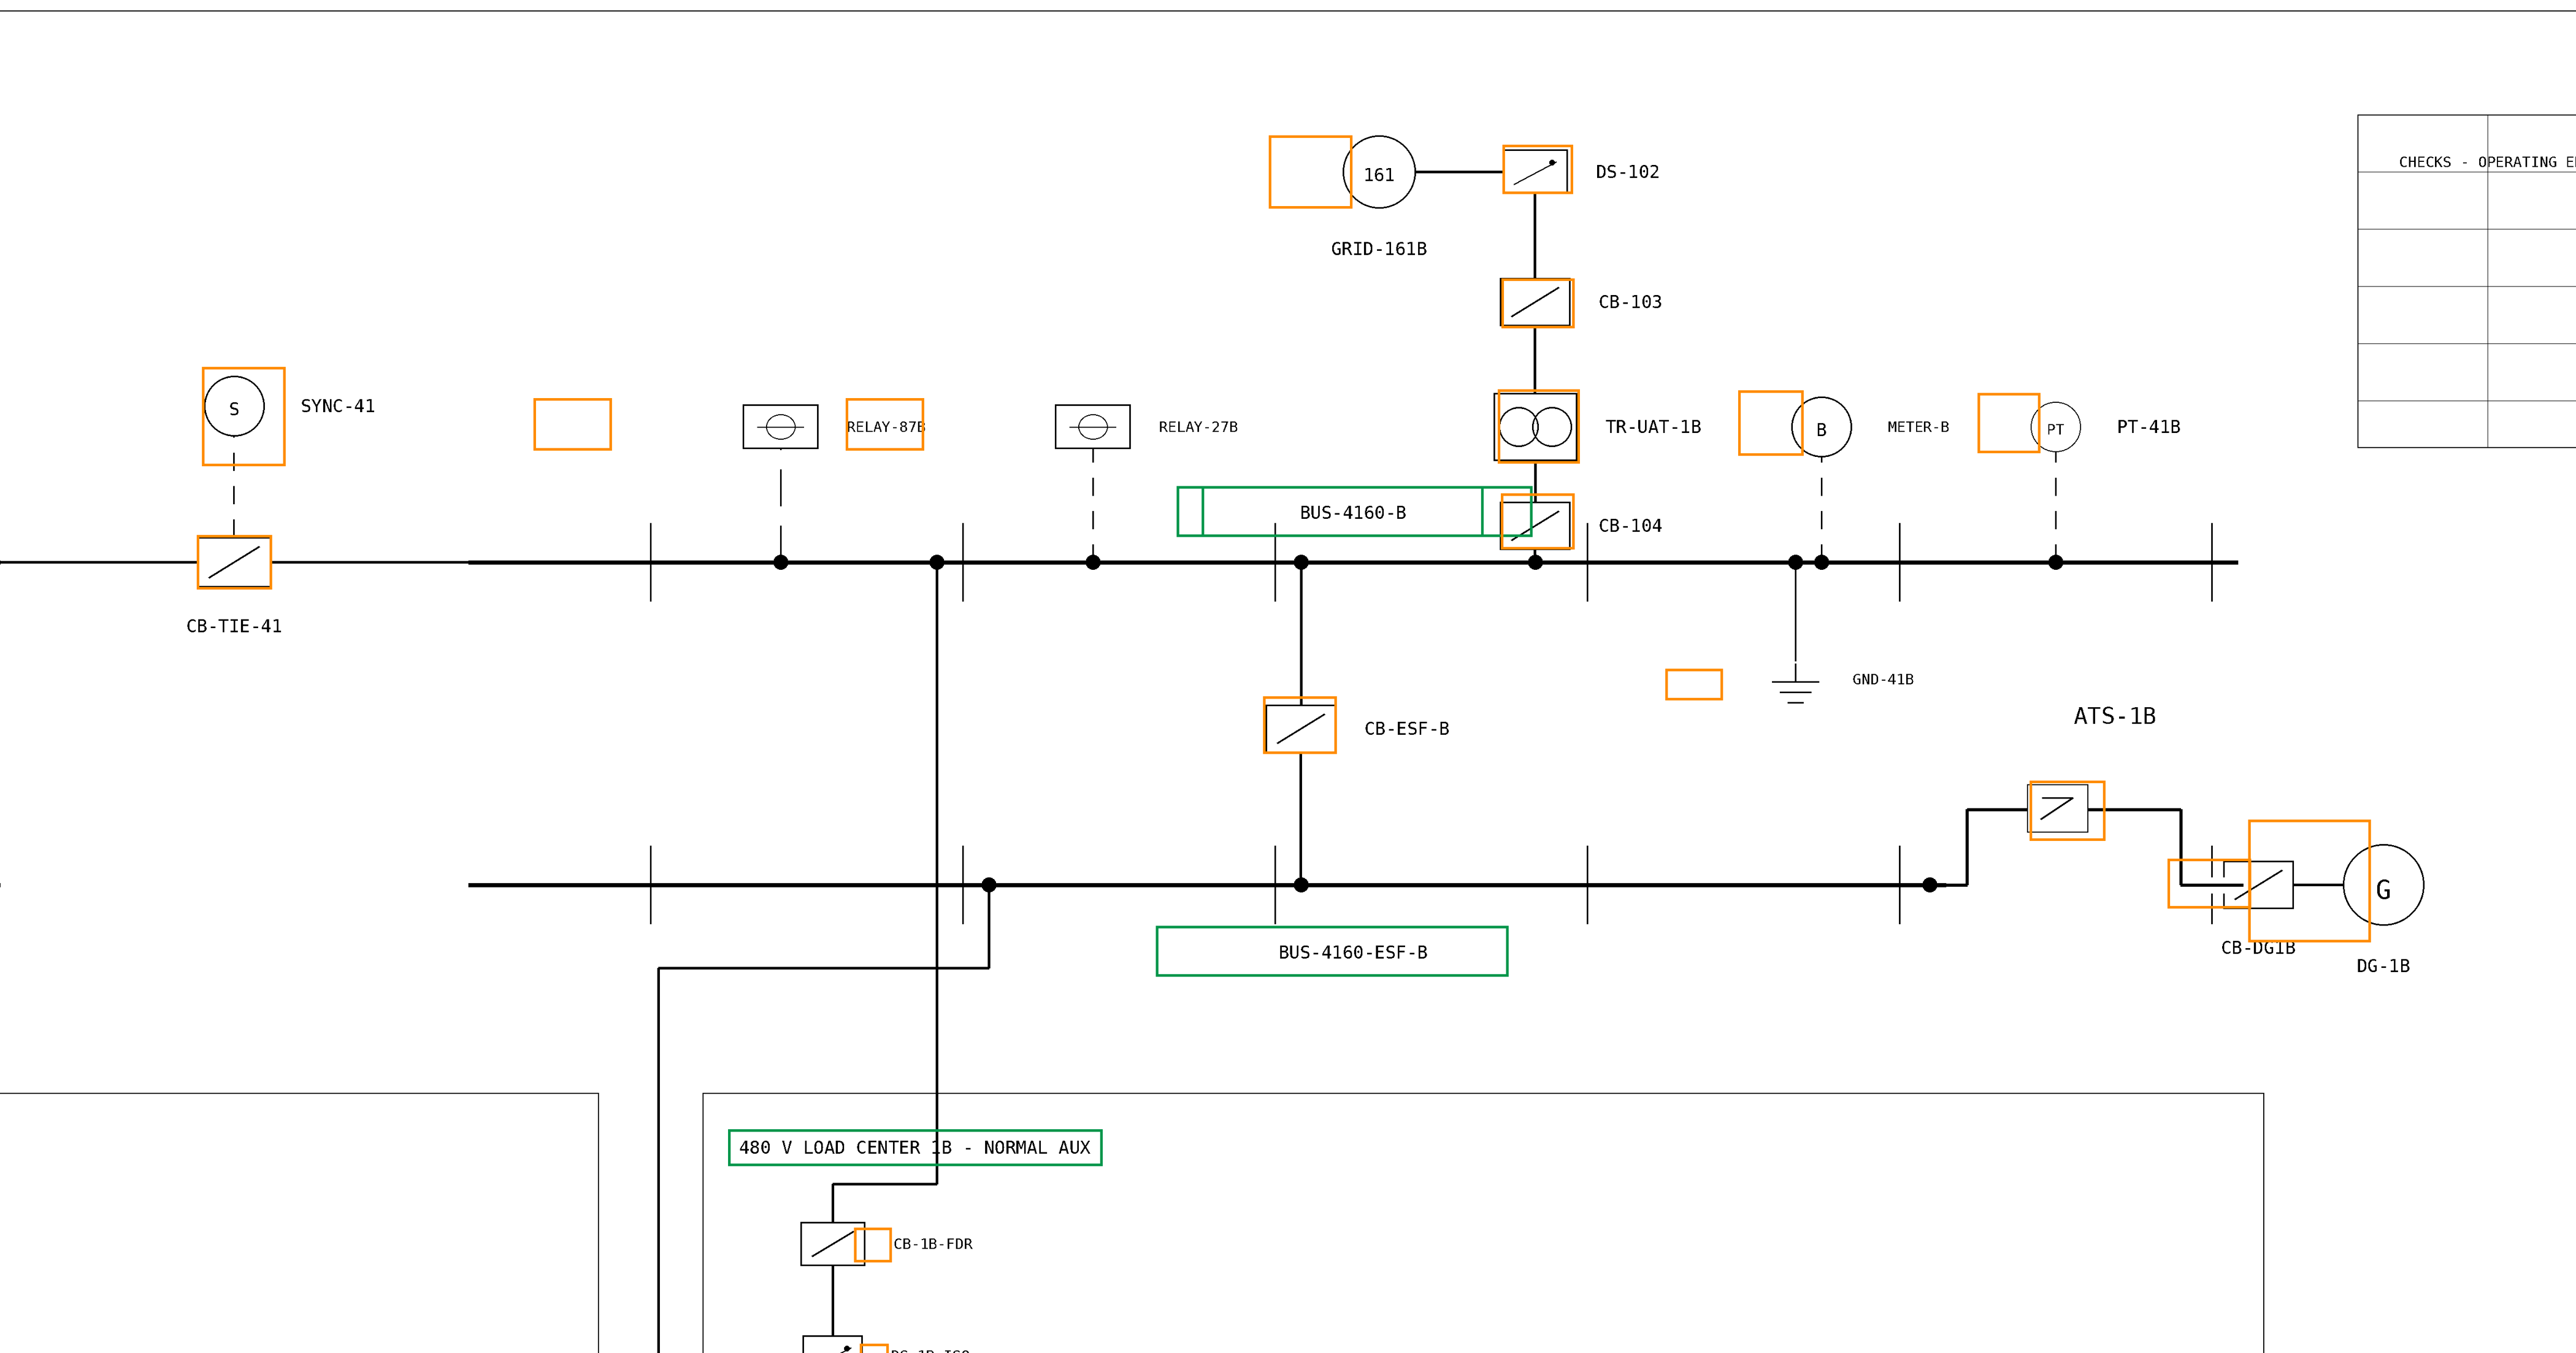 CHECKS - OPERATING
DS-102
161
GRID-161B
CB-103
S
SYNC-41
RELAY-87B
RELAY-27B
TR-UAT-1B
B
METER-B
PT
PT-41B
BUS-4160-B
CB-104
CB-TIE-41
GND-41B
ATS-1B
CB-ESF-B
G
CB-DG1B
DG-1B
BUS-4160-ESF-B
480 V LOAD CENTER 1B - NORMAL AUX
CB-1B-FDR